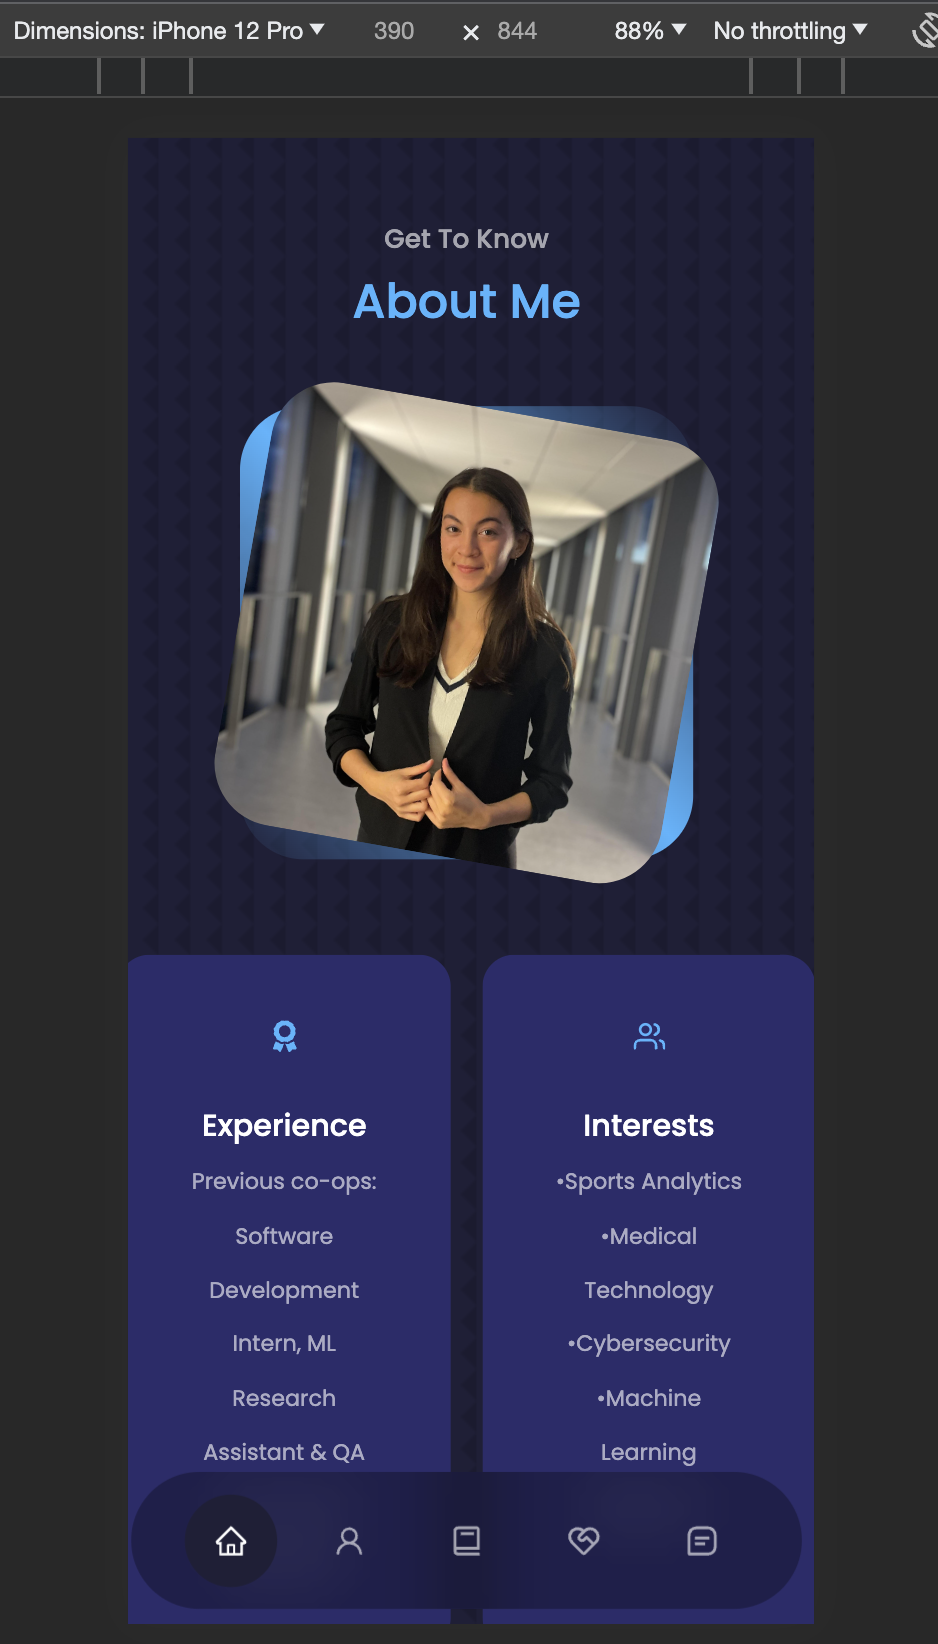 Dimensions: iPhone 12 Pro 390 × 844 88% No throttling
Get To Know
About Me
Experience
Previous co-ops:
Software
Development
Intern, ML
Research
Assistant & QA
Interests
•Sports Analytics
•Medical
Technology
•Cybersecurity
•Machine
Learning